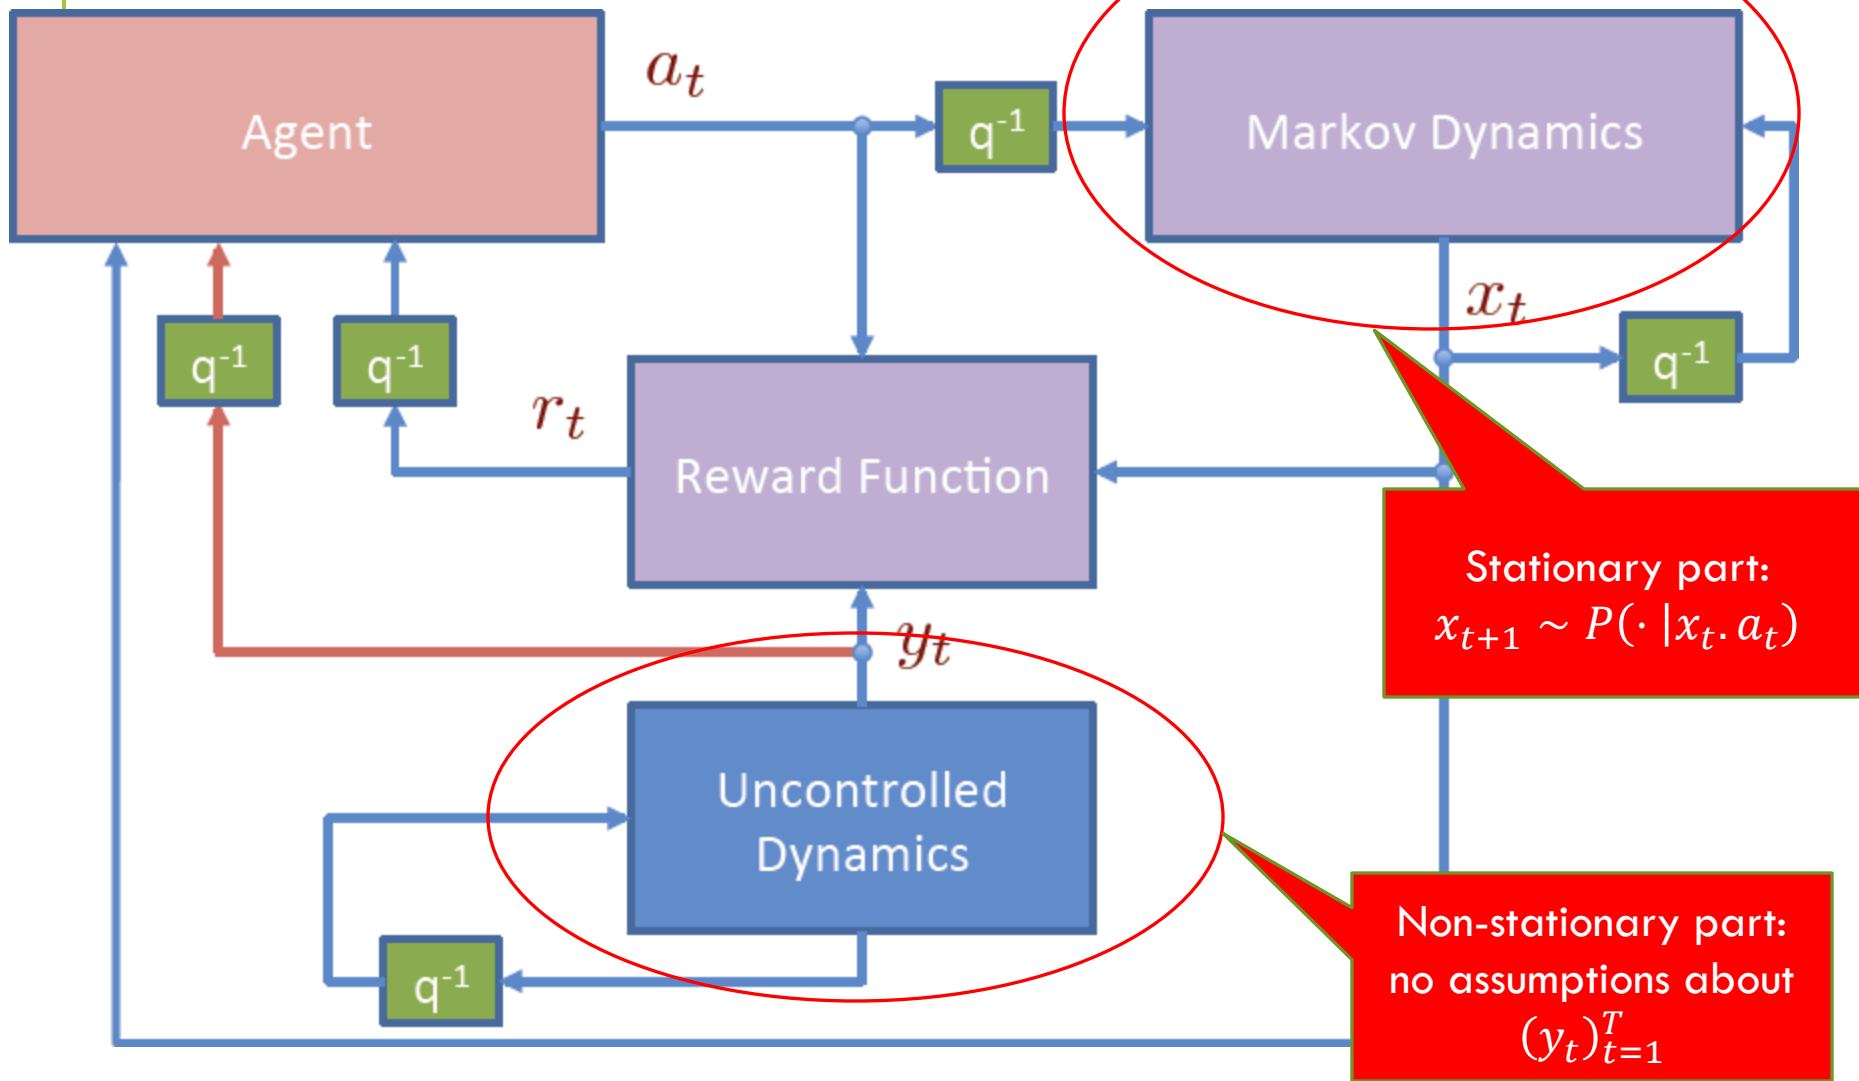 Agent
a_t
q⁻¹
Markov Dynamics
x_t
q⁻¹
q⁻¹
q⁻¹
r_t
Reward Function
Stationary part:
x_{t+1} ~ P(· |x_t. a_t)
y_t
Uncontrolled
Dynamics
q⁻¹
Non-stationary part:
no assumptions about
(y_t)_{t=1}^T